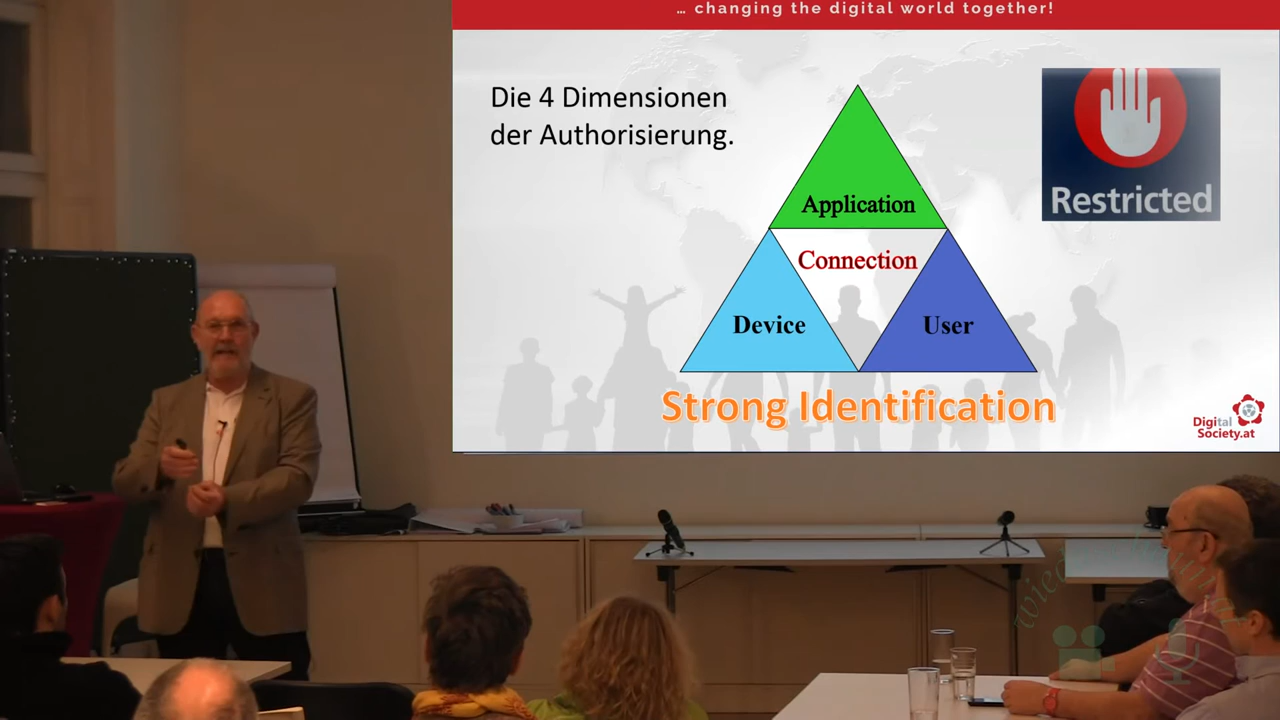 … changing the digital world together!
Die 4 Dimensionen
der Authorisierung.
Restricted
Application
Connection
Device
User
Strong Identification
Digital
Society.at